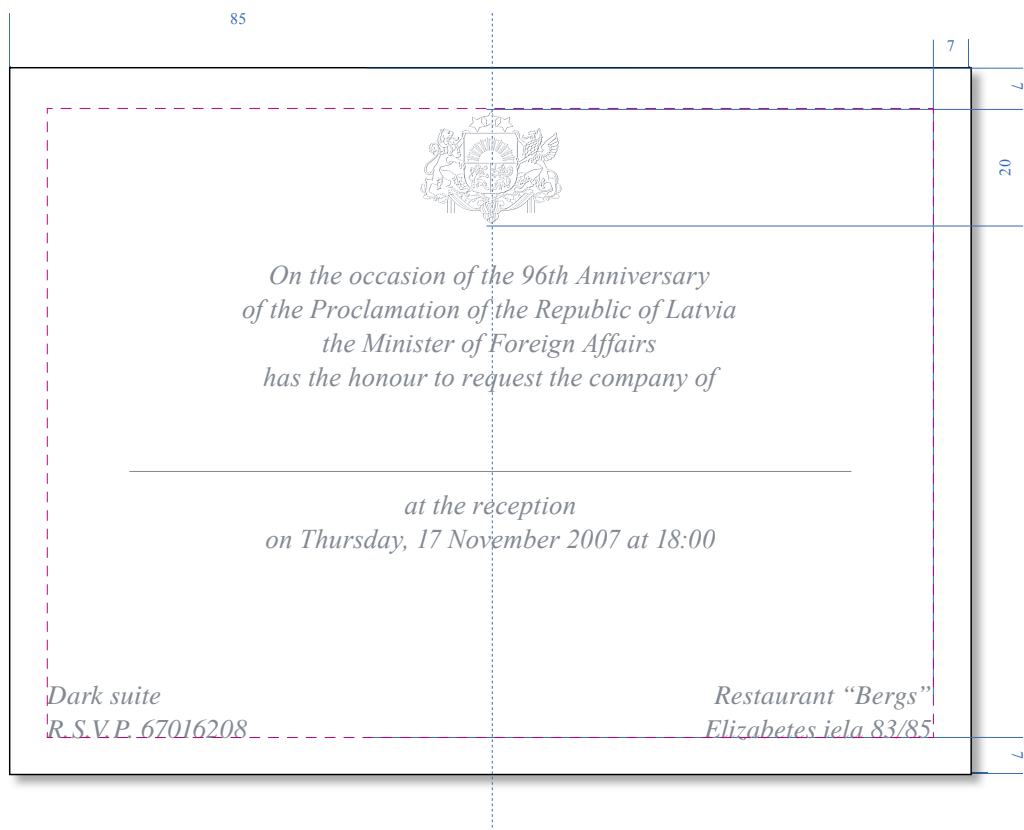 85
7
7
20
On the occasion of the 96th Anniversary
of the Proclamation of the Republic of Latvia
the Minister of Foreign Affairs
has the honour to request the company of
at the reception
on Thursday, 17 November 2007 at 18:00
Dark suite
R.S.V.P. 67016208
Restaurant “Bergs”
Elizabetes iela 83/85
7